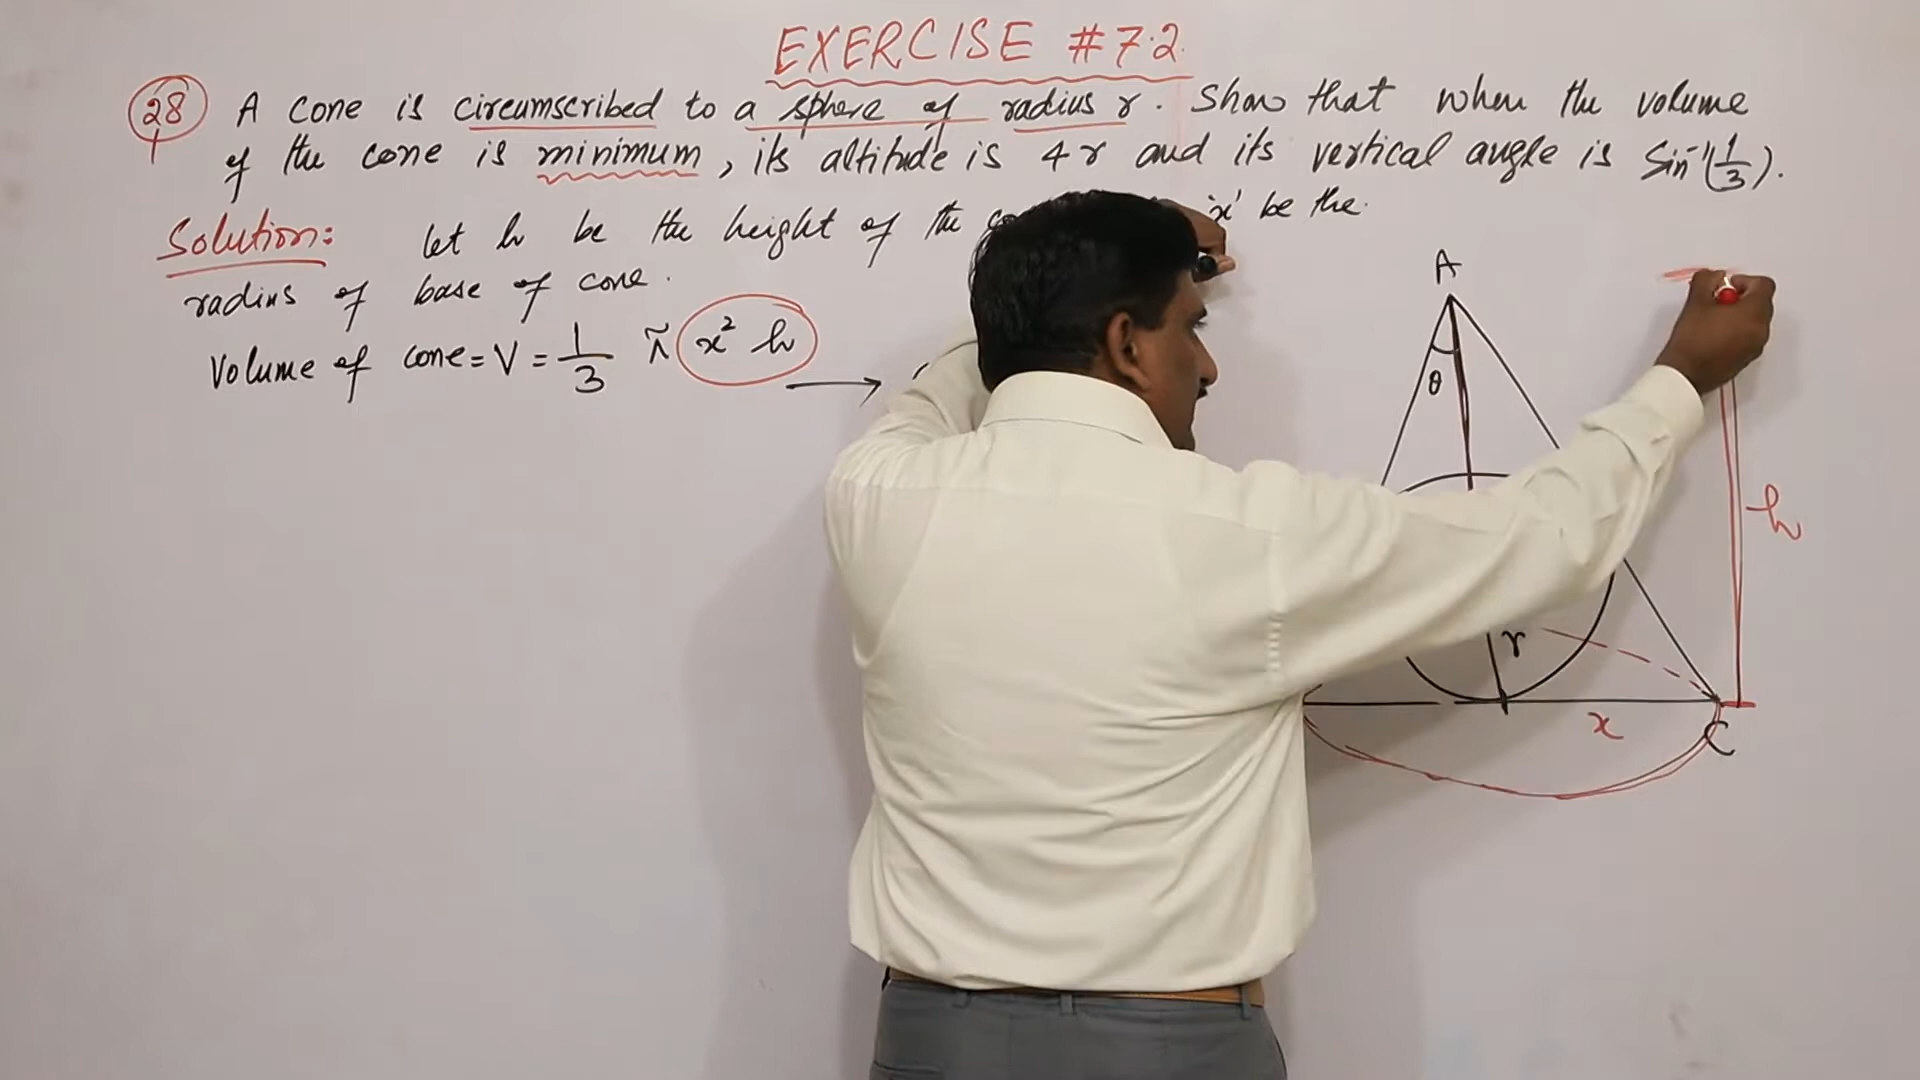 EXERCISE #7.2
28 A cone is circumscribed to a sphere of radius r. Show that when the volume
of the cone is minimum, its altitude is 4r and its vertical angle is Sin⁻¹(1/3).
Solution: let h be the height of the 'x' be the
radius of base of cone.
Volume of cone = V = 1/3 π x² h →
A
θ
h
r
x
C